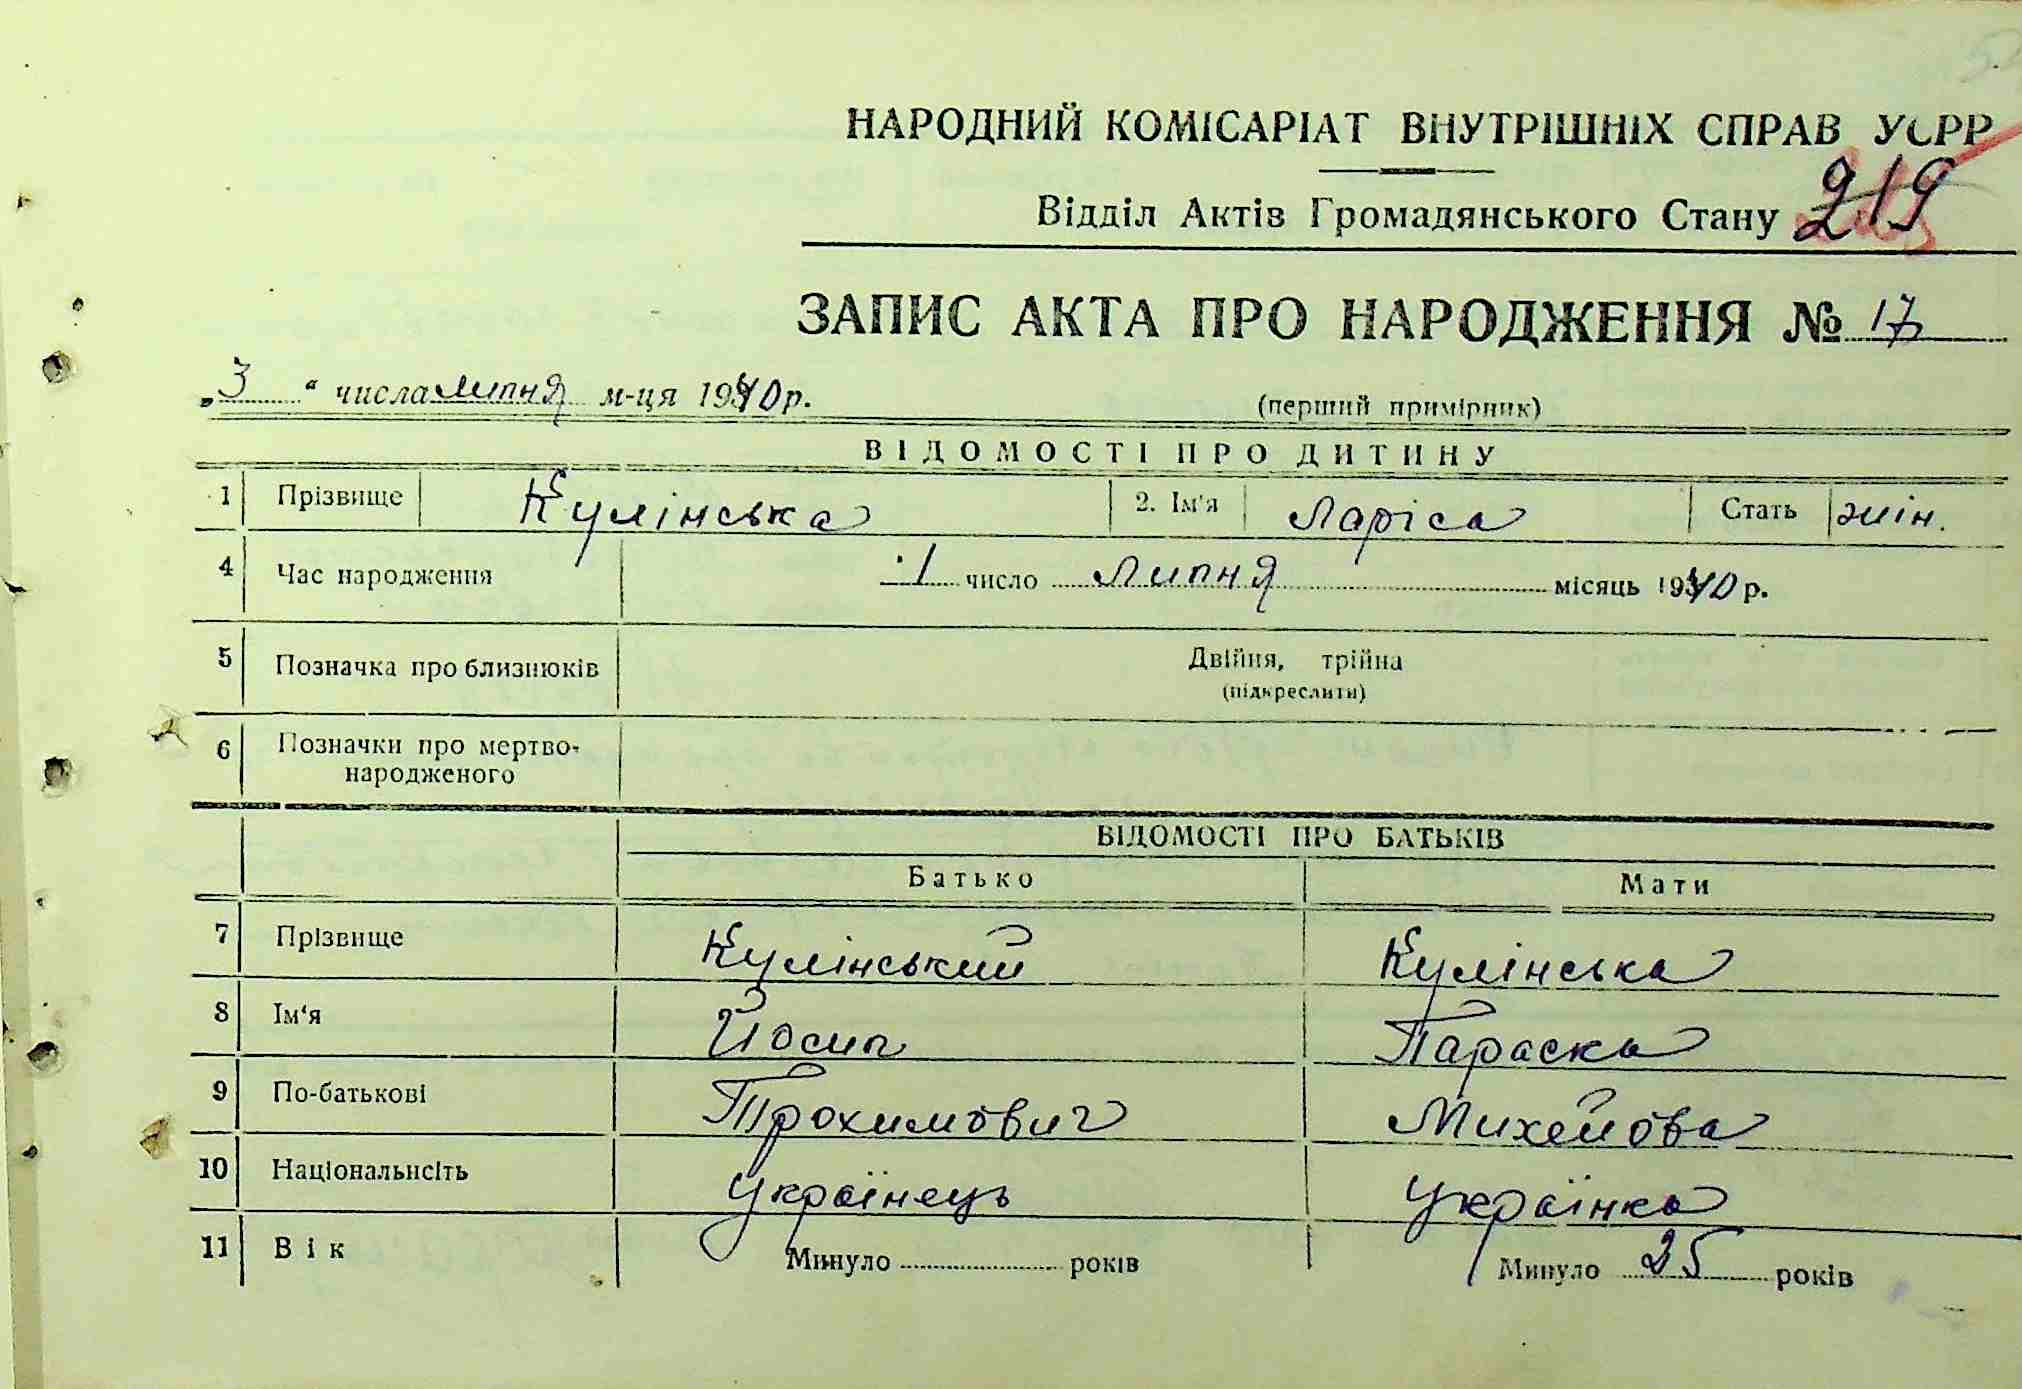 НАРОДНИЙ КОМІСАРІАТ ВНУТРІШНІХ СПРАВ УСРР
Відділ Актів Громадянського Стану 219
ЗАПИС АКТА ПРО НАРОДЖЕННЯ № 17
„3“ числа липня м-ця 1940 р. (перший примірник)
ВІДОМОСТІ ПРО ДИТИНУ
1 Прізвище Кулінська 2. Ім'я Ларіса Стать жін.
4 Час народження 1 число липня місяць 1940 р.
5 Позначка про близнюків Двійня, трійна
(підкреслити)
6 Позначки про мертво-
народженого
ВІДОМОСТІ ПРО БАТЬКІВ
Батько Мати
7 Прізвище Кулінський Кулінська
8 Ім‘я Йосип Параска
9 По-батькові Трохимович Михейова
10 Національнсіть українець українка
11 Вік Минуло років Минуло 25 років